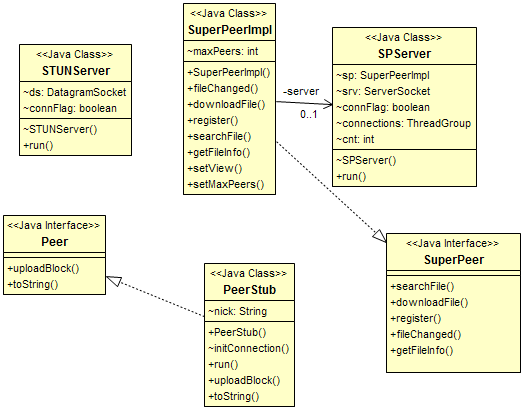 <<Java Class>>
STUNServer
~ds: DatagramSocket
~connFlag: boolean
~STUNServer()
+run()
<<Java Class>>
SuperPeerImpl
~maxPeers: int
+SuperPeerImpl()
+fileChanged()
+downloadFile()
+register()
+searchFile()
+getFileInfo()
+setView()
+setMaxPeers()
-server
0..1
<<Java Class>>
SPServer
~sp: SuperPeerImpl
~srv: ServerSocket
~connFlag: boolean
~connections: ThreadGroup
~cnt: int
~SPServer()
+run()
<<Java Interface>>
Peer
+uploadBlock()
+toString()
<<Java Class>>
PeerStub
~nick: String
+PeerStub()
~initConnection()
+run()
+uploadBlock()
+toString()
<<Java Interface>>
SuperPeer
+searchFile()
+downloadFile()
+register()
+fileChanged()
+getFileInfo()